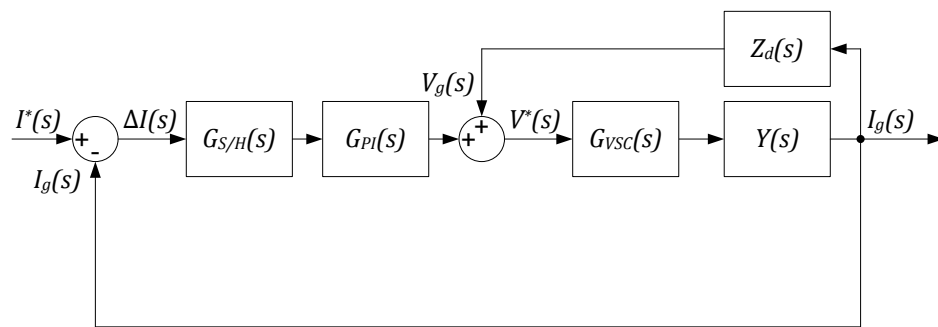 Z_d(s)
V_g(s)
I*(s)
+
-
ΔI(s)
G_S/H(s)
G_PI(s)
+
+
V*(s)
G_VSC(s)
Y(s)
I_g(s)
I_g(s)